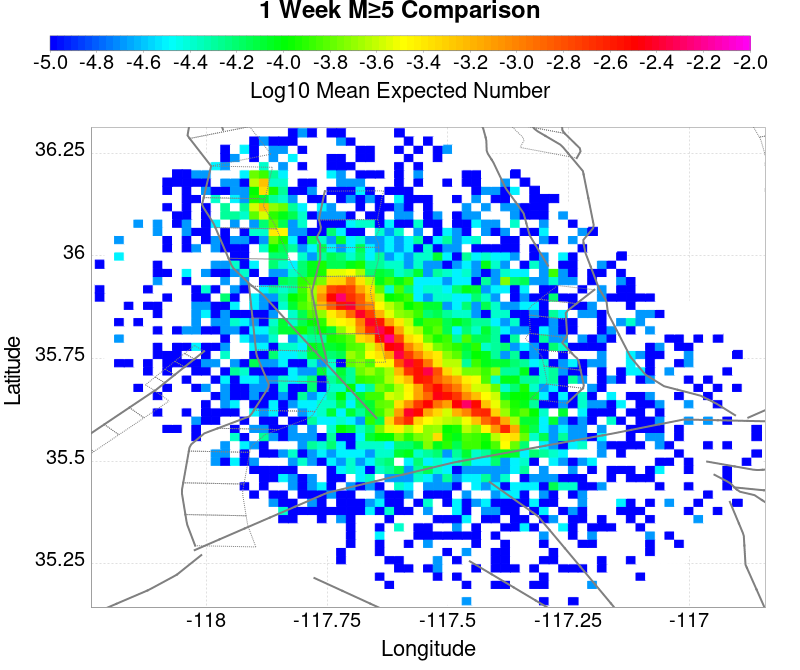 1 Week M≥5 Comparison
-5.0 -4.8 -4.6 -4.4 -4.2 -4.0 -3.8 -3.6 -3.4 -3.2 -3.0 -2.8 -2.6 -2.4 -2.2 -2.0
Log10 Mean Expected Number
36.25
36
35.75
35.5
35.25
Latitude
-118 -117.75 -117.5 -117.25 -117
Longitude